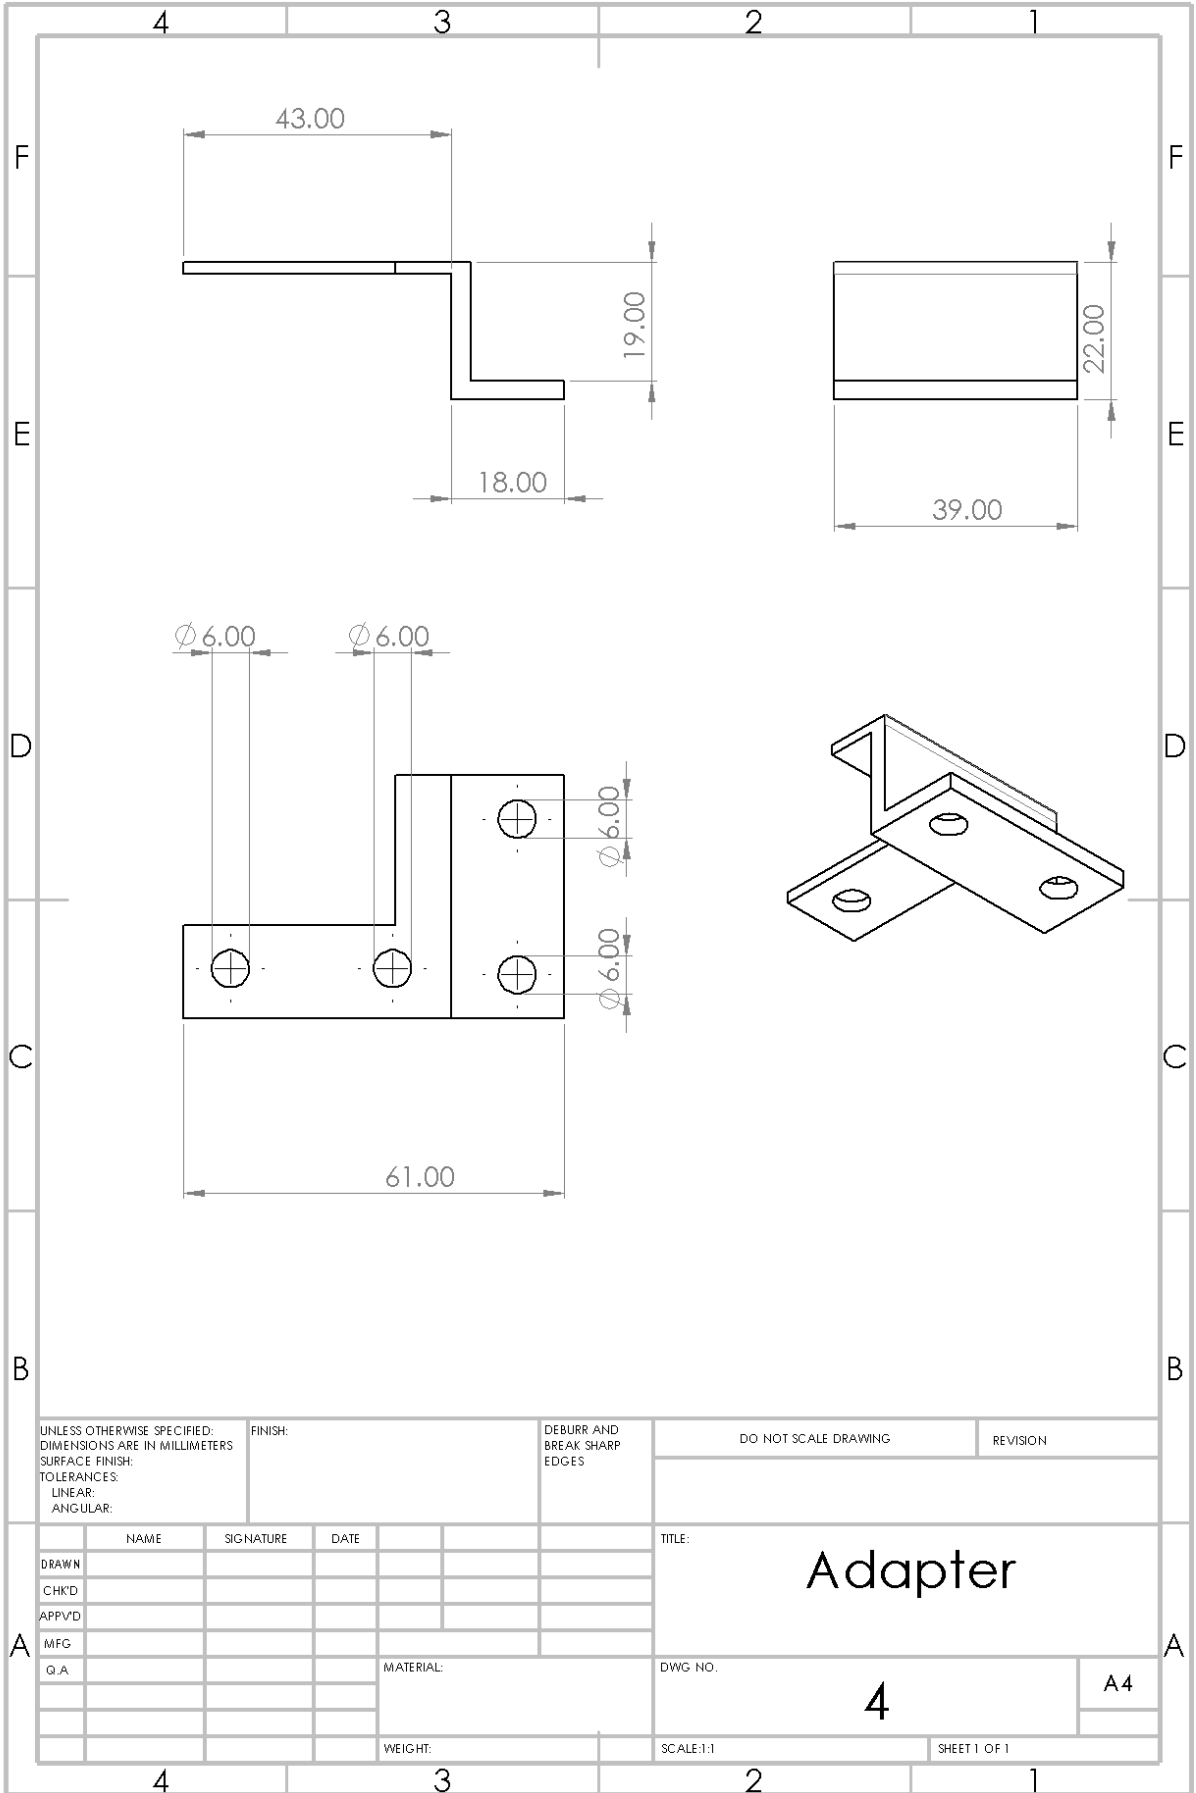 4 3 2 1
F F
43.00
19.00
22.00
E E
18.00
39.00
∅6.00 ∅6.00
D D
∅6.00
∅6.00
C C
61.00
B B
UNLESS OTHERWISE SPECIFIED:
DIMENSIONS ARE IN MILLIMETERS
SURFACE FINISH:
TOLERANCES:
LINEAR:
ANGULAR:
FINISH:
DEBURR AND
BREAK SHARP
EDGES
DO NOT SCALE DRAWING
REVISION
NAME SIGNATURE DATE
DRAWN
CHK'D
APPV'D
MFG
Q.A
TITLE:
Adapter
A A
MATERIAL:
DWG NO.
4
A4
WEIGHT:
SCALE:1:1
SHEET 1 OF 1
4 3 2 1